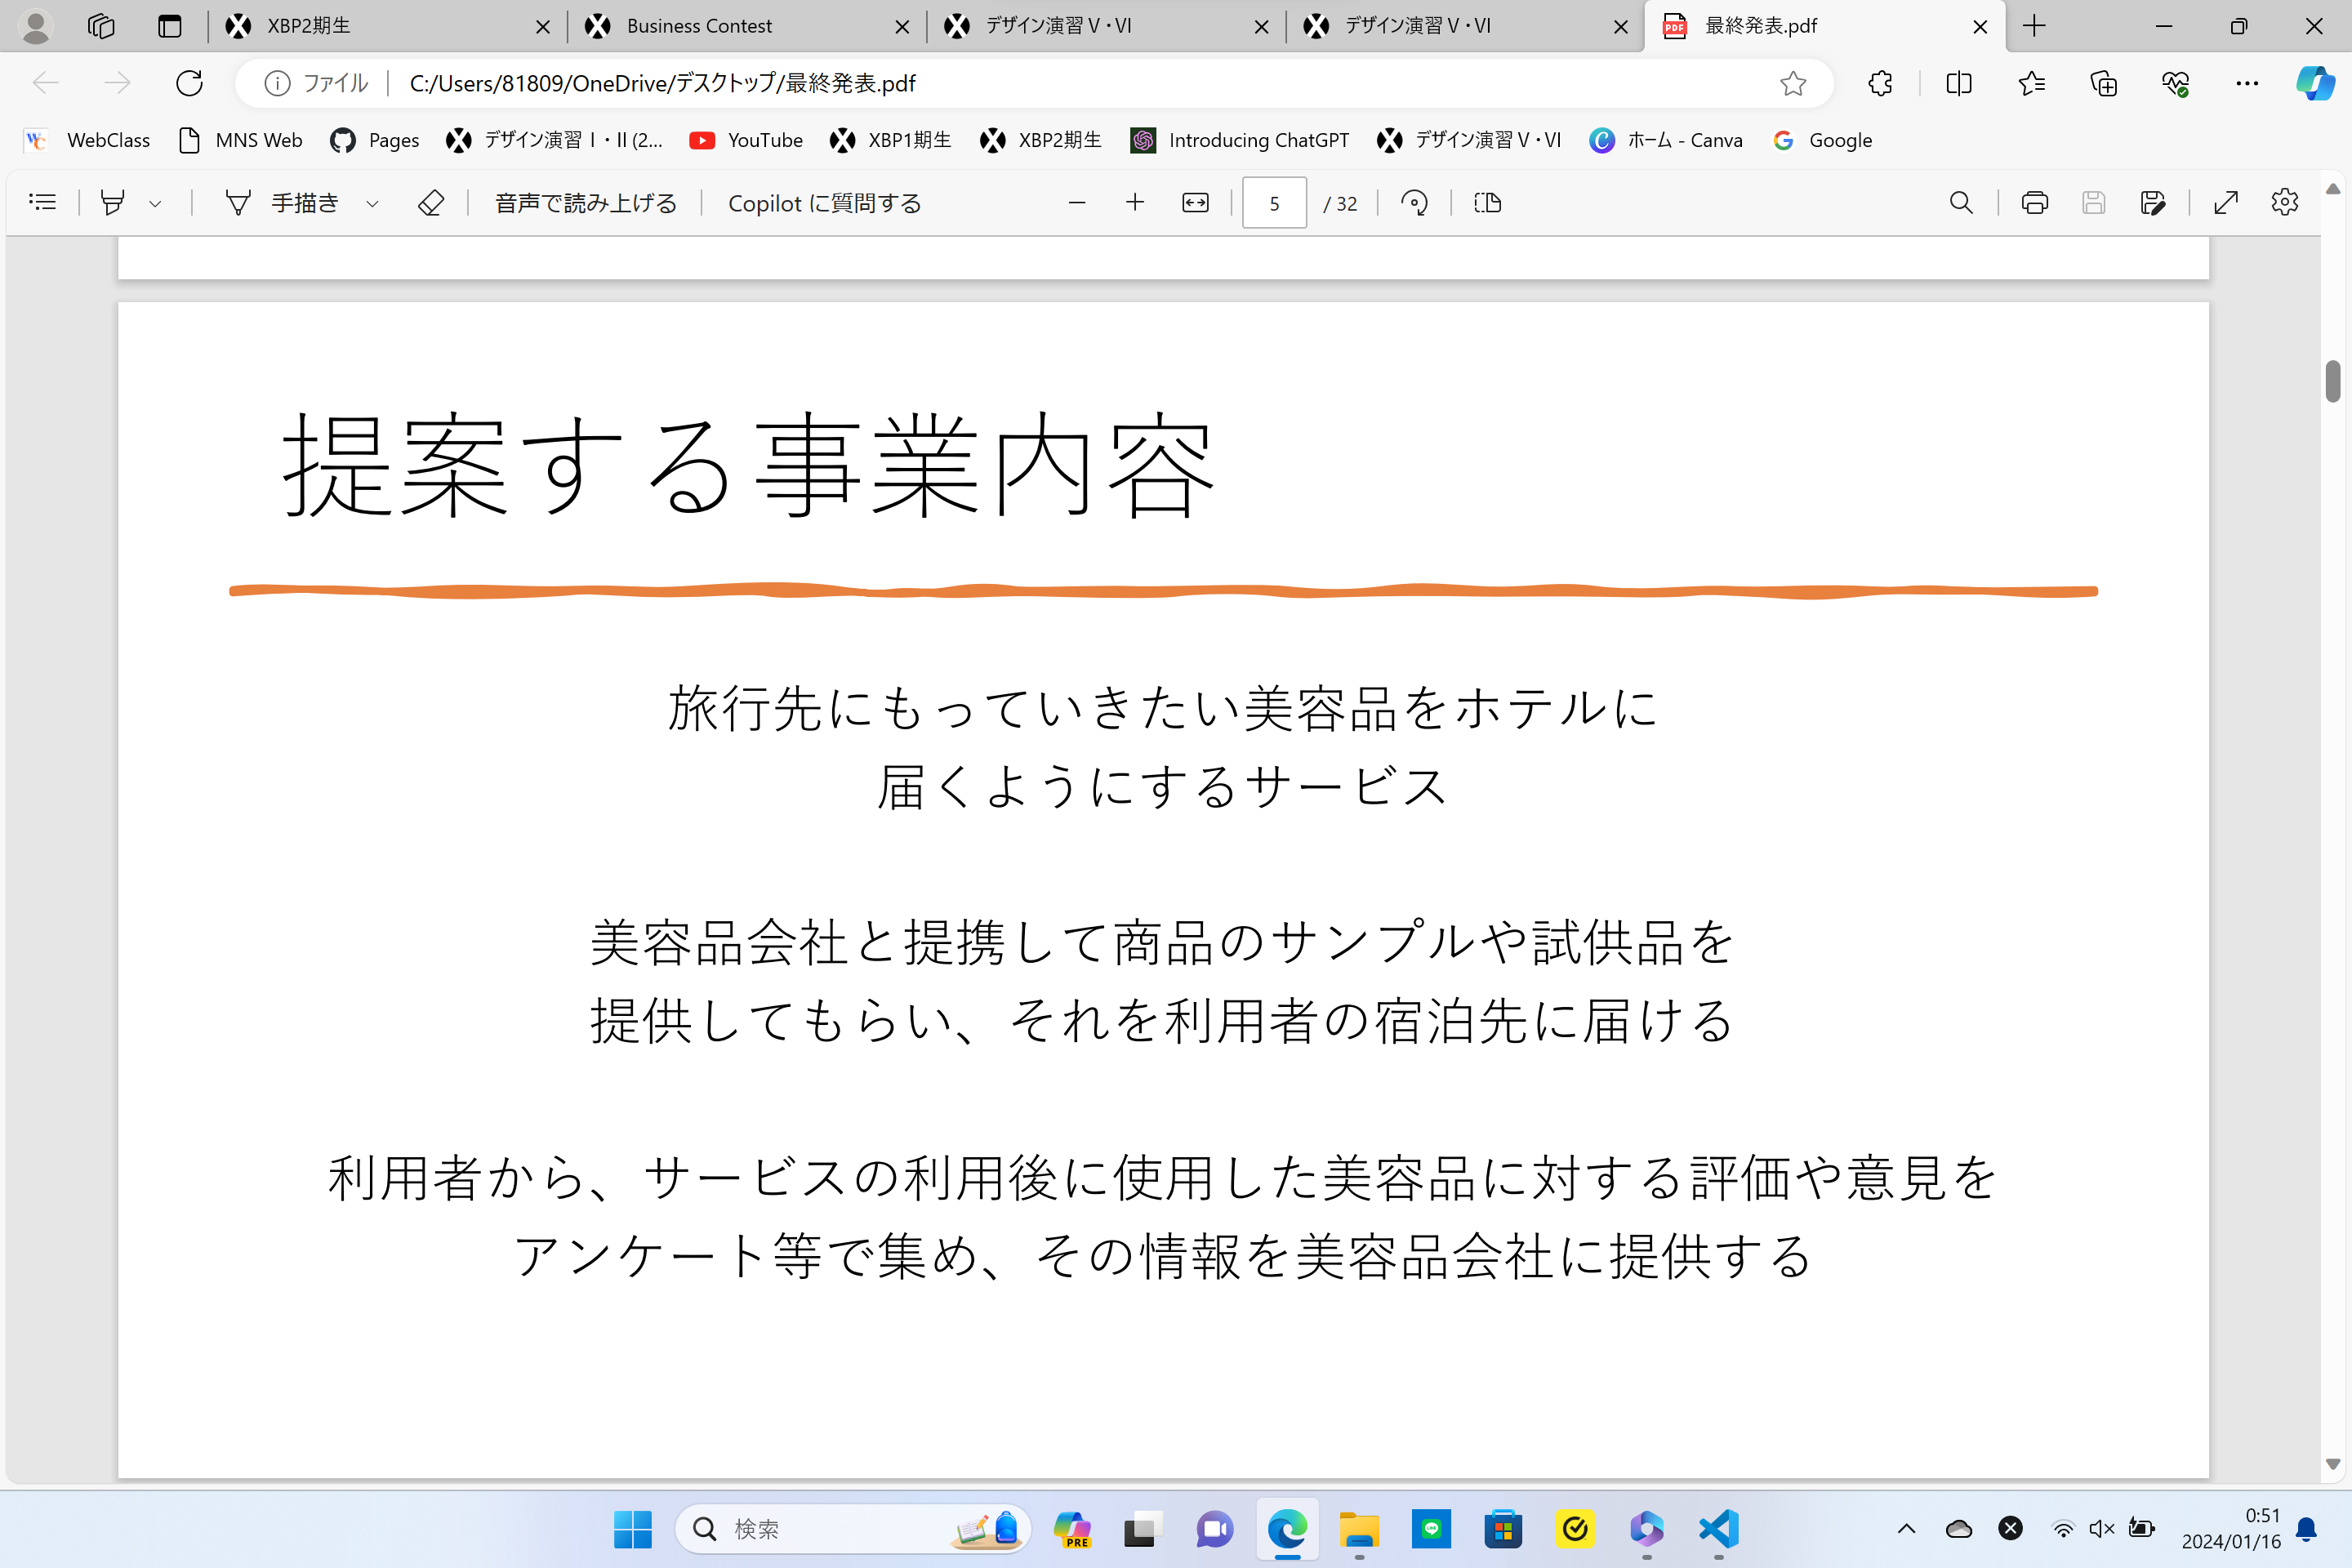 XBP2期生
Business Contest
デザイン演習Ⅴ・Ⅵ
デザイン演習Ⅴ・Ⅵ
最終発表.pdf
ファイル
C:/Users/81809/OneDrive/デスクトップ/最終発表.pdf
WebClass
MNS Web
Pages
デザイン演習Ⅰ・Ⅱ(2...
YouTube
XBP1期生
XBP2期生
Introducing ChatGPT
デザイン演習Ⅴ・Ⅵ
ホーム - Canva
Google
手描き
音声で読み上げる
Copilot に質問する
5 / 32
提案する事業内容
旅行先にもっていきたい美容品をホテルに
届くようにするサービス
美容品会社と提携して商品のサンプルや試供品を
提供してもらい、それを利用者の宿泊先に届ける
利用者から、サービスの利用後に使用した美容品に対する評価や意見を
アンケート等で集め、その情報を美容品会社に提供する
検索
PRE
0:51
2024/01/16